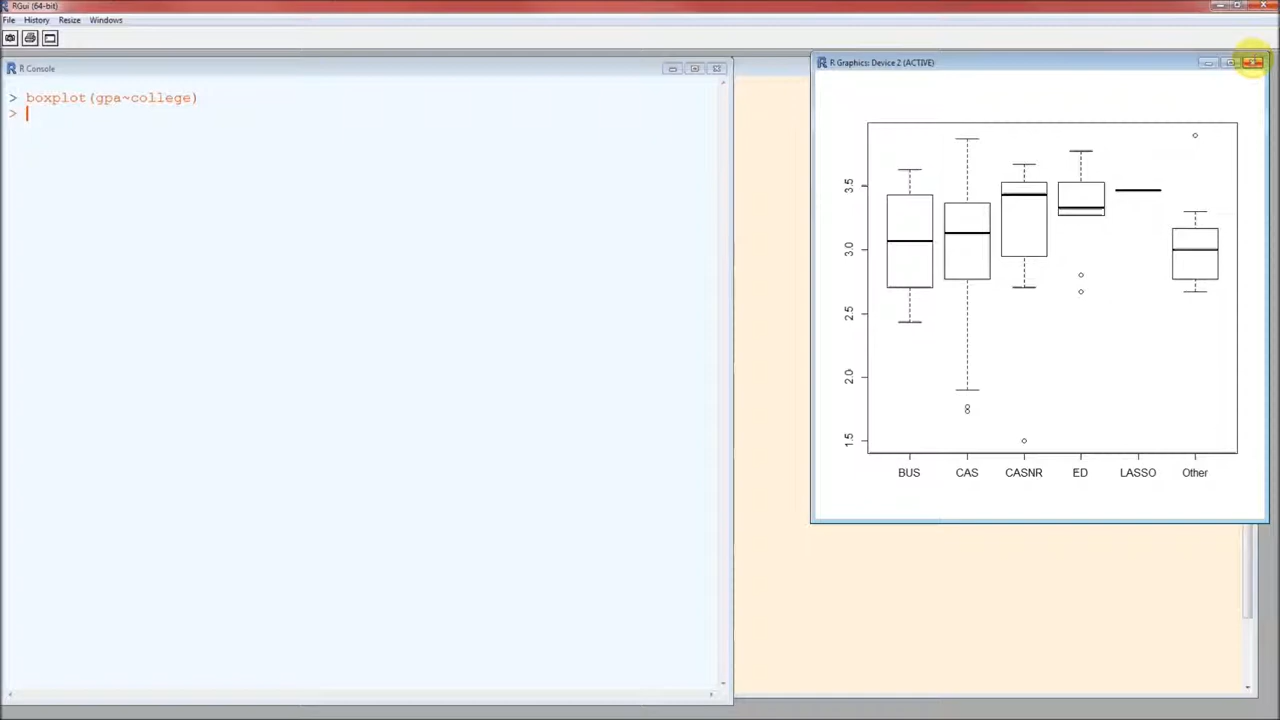 RGui (64-bit)
File History Resize Windows
R Console
> boxplot(gpa~college)
>
R Graphics: Device 2 (ACTIVE)
3.5
3.0
2.5
2.0
1.5
BUS CAS CASNR ED LASSO Other